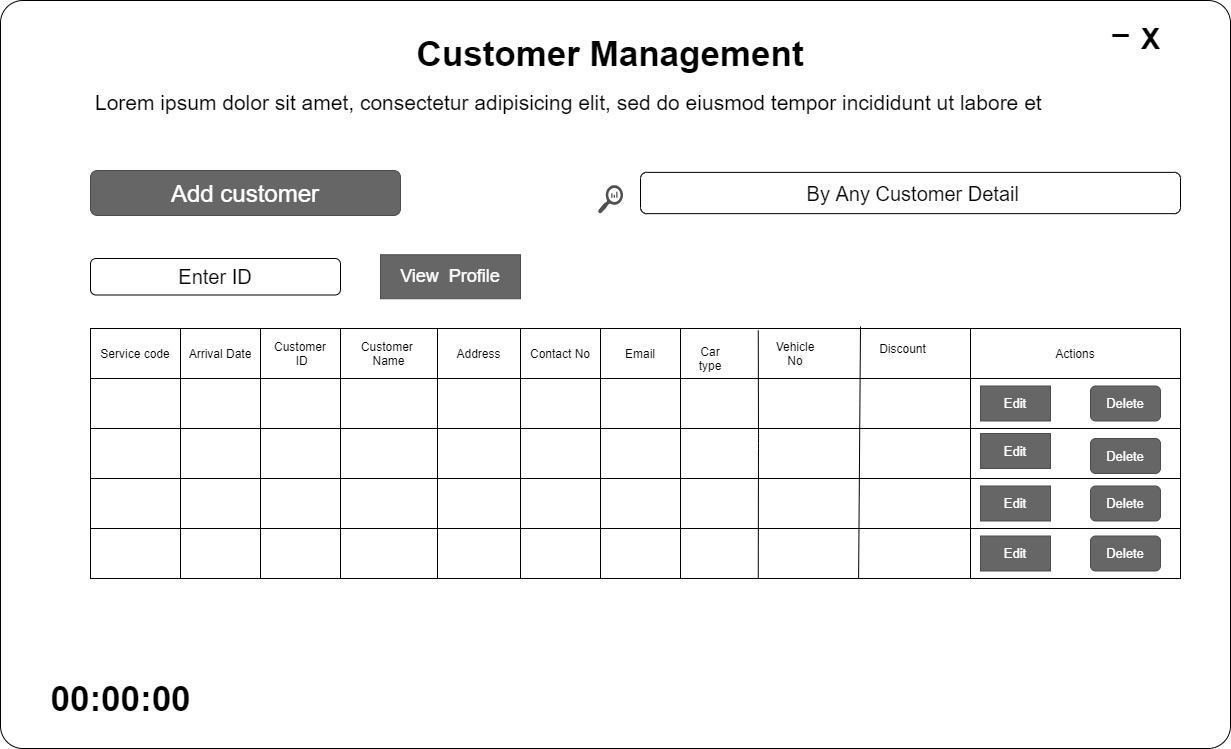 – X
Customer Management
Lorem ipsum dolor sit amet, consectetur adipisicing elit, sed do eiusmod tempor incididunt ut labore et
Add customer
By Any Customer Detail
Enter ID
View Profile
Service code
Arrival Date
Customer
ID
Customer
Name
Address
Contact No
Email
Car
type
Vehicle
No
Discount
Actions
Edit
Delete
Edit
Delete
Edit
Delete
Edit
Delete
00:00:00